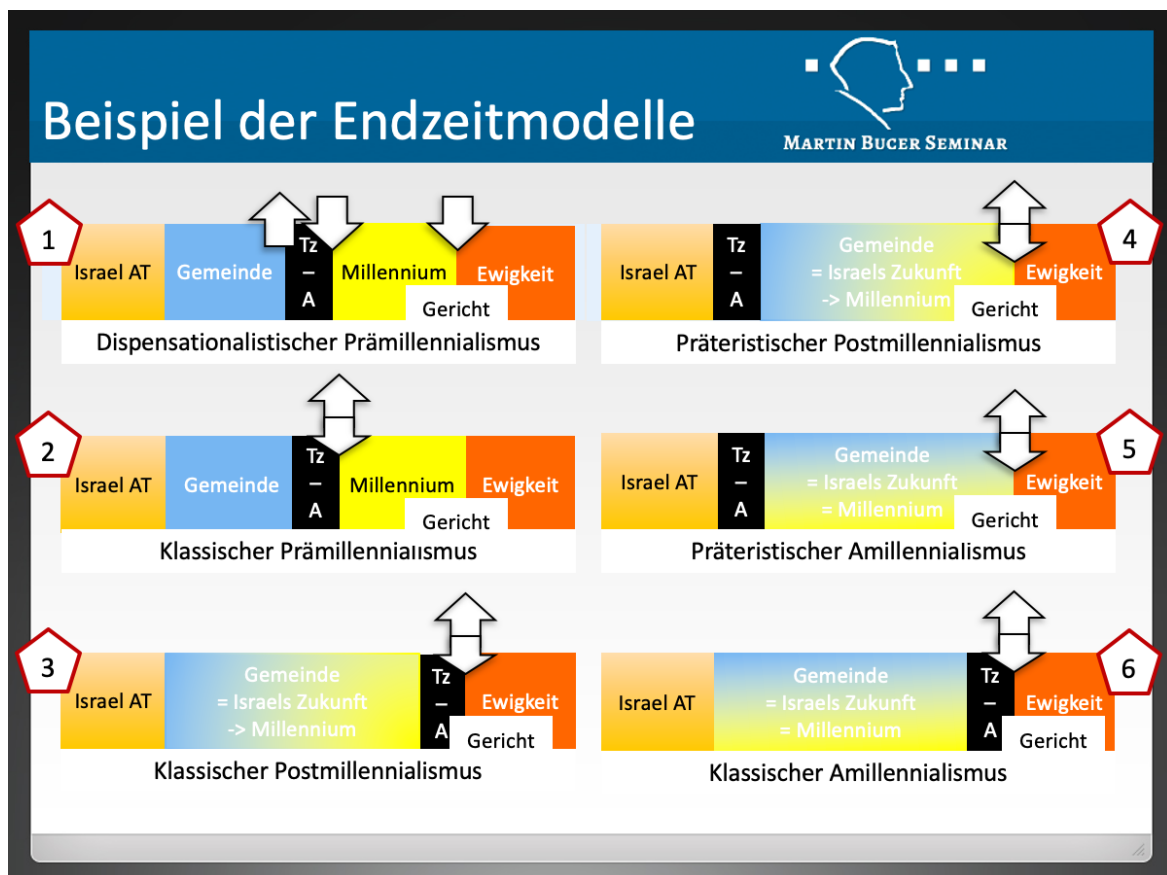 Beispiel der Endzeitmodelle
MARTIN BUCER SEMINAR
1
Israel AT
Gemeinde
Tz
–
A
Millennium
Ewigkeit
Gericht
Dispensationalistischer Prämillennialismus
2
Israel AT
Gemeinde
Tz
–
A
Millennium
Ewigkeit
Gericht
Klassischer Prämillennialismus
3
Israel AT
Gemeinde
= Israels Zukunft
-> Millennium
Tz
–
A
Ewigkeit
Gericht
Klassischer Postmillennialismus
4
Israel AT
Tz
–
A
Gemeinde
= Israels Zukunft
-> Millennium
Ewigkeit
Gericht
Präteristischer Postmillennialismus
5
Israel AT
Tz
–
A
Gemeinde
= Israels Zukunft
= Millennium
Ewigkeit
Gericht
Präteristischer Amillennialismus
6
Israel AT
Gemeinde
= Israels Zukunft
= Millennium
Tz
–
A
Ewigkeit
Gericht
Klassischer Amillennialismus